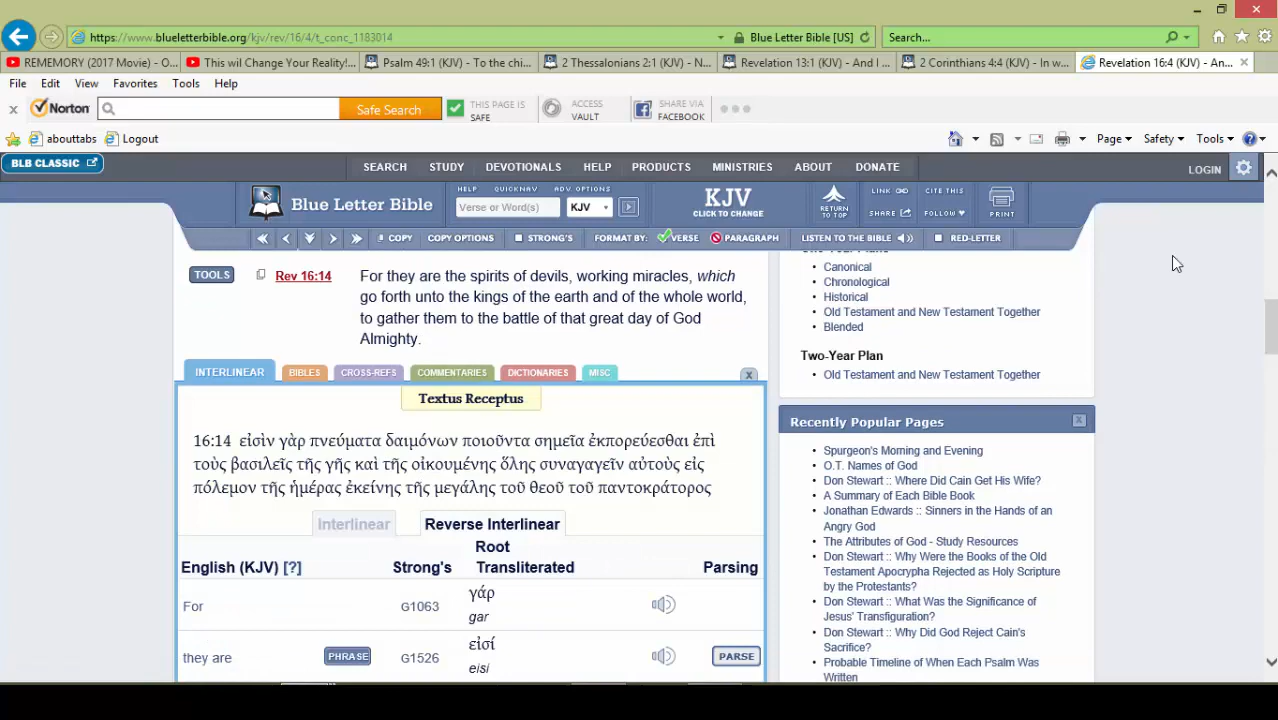 https://www.blueletterbible.org/kjv/rev/16/4/t_conc_1183014
Blue Letter Bible [US]
Search...
REMEMORY (2017 Movie) - O...
This wil Change Your Reality!...
Psalm 49:1 (KJV) - To the chi...
2 Thessalonians 2:1 (KJV) - N...
Revelation 13:1 (KJV) - And I ...
2 Corinthians 4:4 (KJV) - In w...
Revelation 16:4 (KJV) - An...
File Edit View Favorites Tools Help
x Norton Safe Search
THIS PAGE IS
SAFE
ACCESS
VAULT
SHARE VIA
FACEBOOK
abouttabs Logout
Page Safety Tools
BLB CLASSIC
SEARCH STUDY DEVOTIONALS HELP PRODUCTS MINISTRIES ABOUT DONATE
LOGIN
Blue Letter Bible
HELP QUICKNAV ADV OPTIONS
Verse or Word(s) KJV
KJV
CLICK TO CHANGE
RETURN
TO TOP
LINK
SHARE
CITE THIS
FOLLOW
PRINT
COPY COPY OPTIONS STRONG'S FORMAT BY: VERSE PARAGRAPH LISTEN TO THE BIBLE RED-LETTER
TOOLS Rev 16:14 For they are the spirits of devils, working miracles, which
go forth unto the kings of the earth and of the whole world,
to gather them to the battle of that great day of God
Almighty.
INTERLINEAR BIBLES CROSS-REFS COMMENTARIES DICTIONARIES MISC x
Textus Receptus
16:14 εἰσὶν γὰρ πνεύματα δαιμόνων ποιοῦντα σημεῖα ἐκπορεύεσθαι ἐπὶ
τοὺς βασιλεῖς τῆς γῆς καὶ τῆς οἰκουμένης ὅλης συναγαγεῖν αὐτοὺς εἰς
πόλεμον τῆς ἡμέρας ἐκείνης τῆς μεγάλης τοῦ θεοῦ τοῦ παντοκράτορος
Interlinear Reverse Interlinear
English (KJV) [?] Strong's Root
Transliterated Parsing
For G1063 γάρ
gar
they are PHRASE G1526 εἰσί PARSE
eisi
Canonical
Chronological
Historical
Old Testament and New Testament Together
Blended
Two-Year Plan
Old Testament and New Testament Together
Recently Popular Pages x
Spurgeon's Morning and Evening
O.T. Names of God
Don Stewart :: Where Did Cain Get His Wife?
A Summary of Each Bible Book
Jonathan Edwards :: Sinners in the Hands of an
Angry God
The Attributes of God - Study Resources
Don Stewart :: Why Were the Books of the Old
Testament Apocrypha Rejected as Holy Scripture
by the Protestants?
Don Stewart :: What Was the Significance of
Jesus' Transfiguration?
Don Stewart :: Why Did God Reject Cain's
Sacrifice?
Probable Timeline of When Each Psalm Was
Written